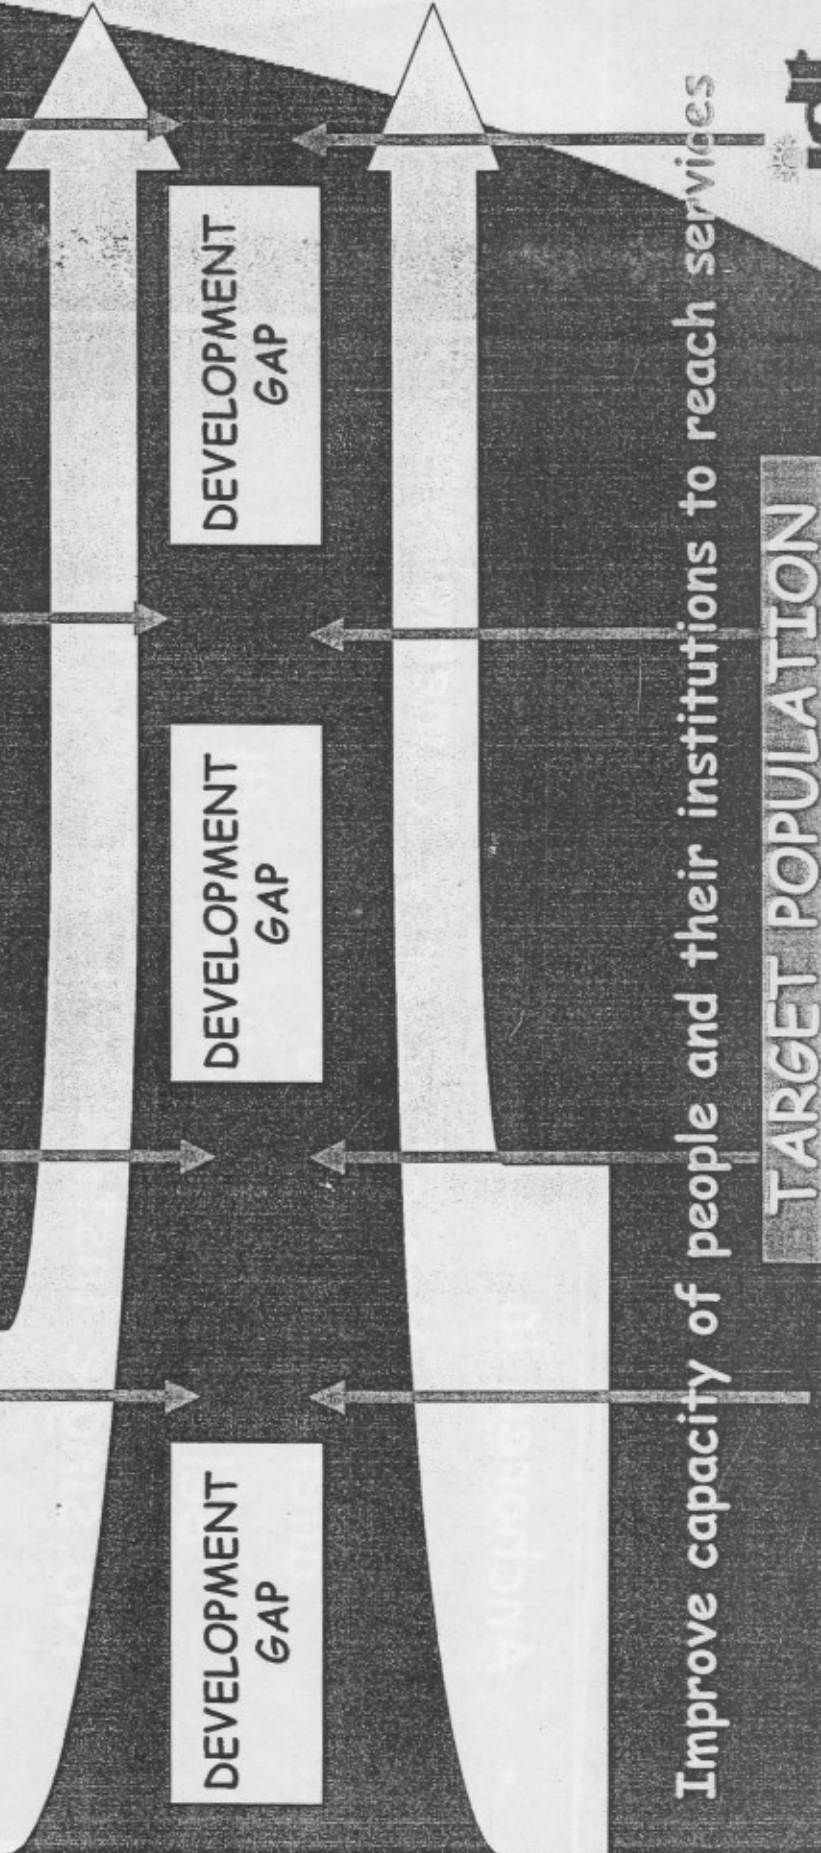 DEVELOPMENT
GAP
DEVELOPMENT
GAP
DEVELOPMENT
GAP
Improve capacity of people and their institutions to reach services
TARGET POPULATION